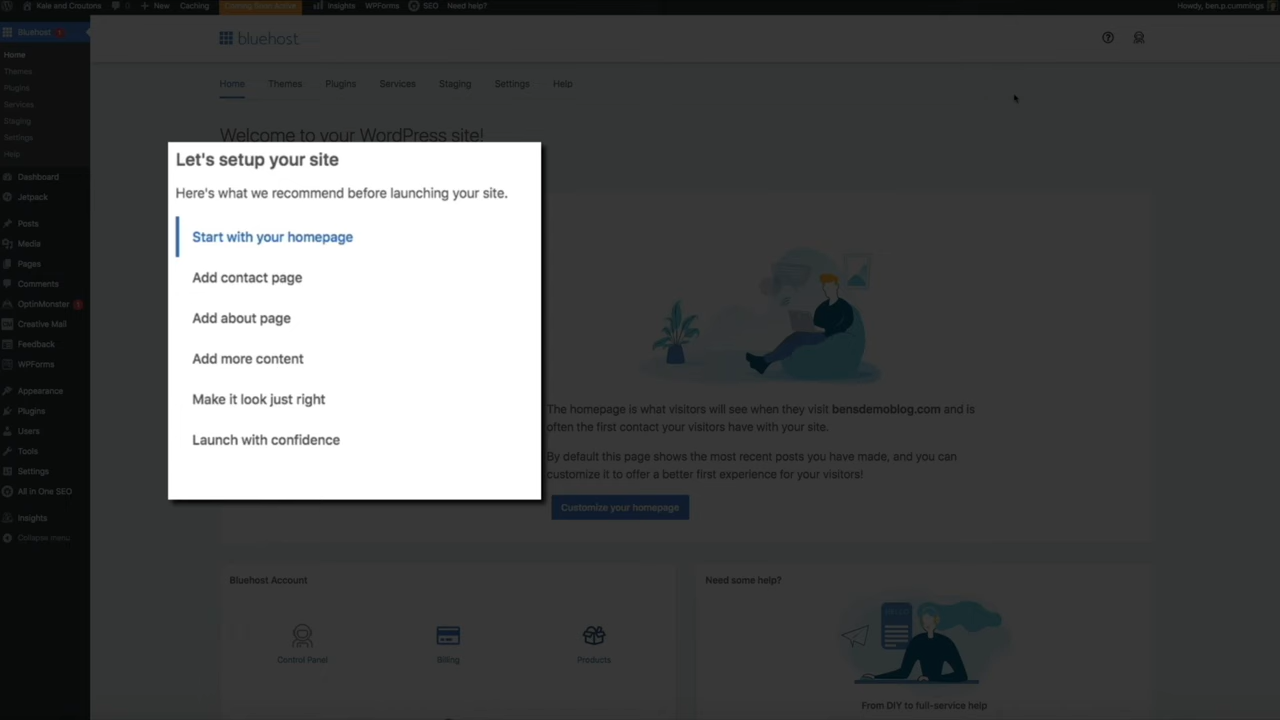 Kale and Croutons 0 New Caching Coming Soon Active Insights WPForms SEO Need help? Howdy, ben.p.cummings
Bluehost 1
Home
Themes
Plugins
Services
Staging
Settings
Help
Dashboard
Jetpack
Posts
Media
Pages
Comments
OptinMonster 1
Creative Mail
Feedback
WPForms
Appearance
Plugins
Users
Tools
Settings
All in One SEO
Insights
Collapse menu
bluehost
Home Themes Plugins Services Staging Settings Help
Welcome to your WordPress site!
Let's setup your site
Here's what we recommend before launching your site.
Start with your homepage
Add contact page
Add about page
Add more content
Make it look just right
Launch with confidence
The homepage is what visitors will see when they visit bensdemoblog.com and is
often the first contact your visitors have with your site.
By default this page shows the most recent posts you have made, and you can
customize it to offer a better first experience for your visitors!
Customize your homepage
Bluehost Account
Control Panel Billing Products
Need some help?
From DIY to full-service help